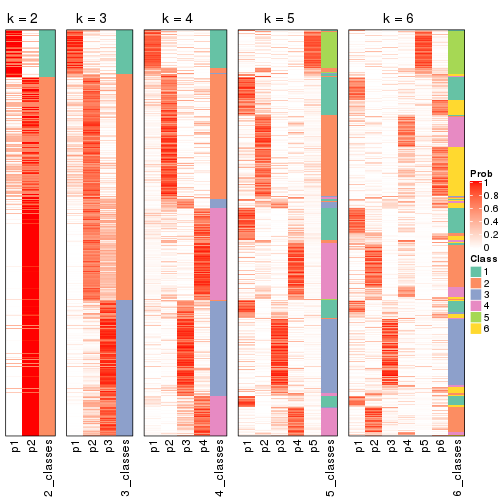 k = 2
k = 3
k = 4
k = 5
k = 6
p1
p2
2_classes
p1
p2
p3
3_classes
p1
p2
p3
p4
4_classes
p1
p2
p3
p4
p5
5_classes
p1
p2
p3
p4
p5
p6
6_classes
Prob
1
0.8
0.6
0.4
0.2
0
Class
1
2
3
4
5
6